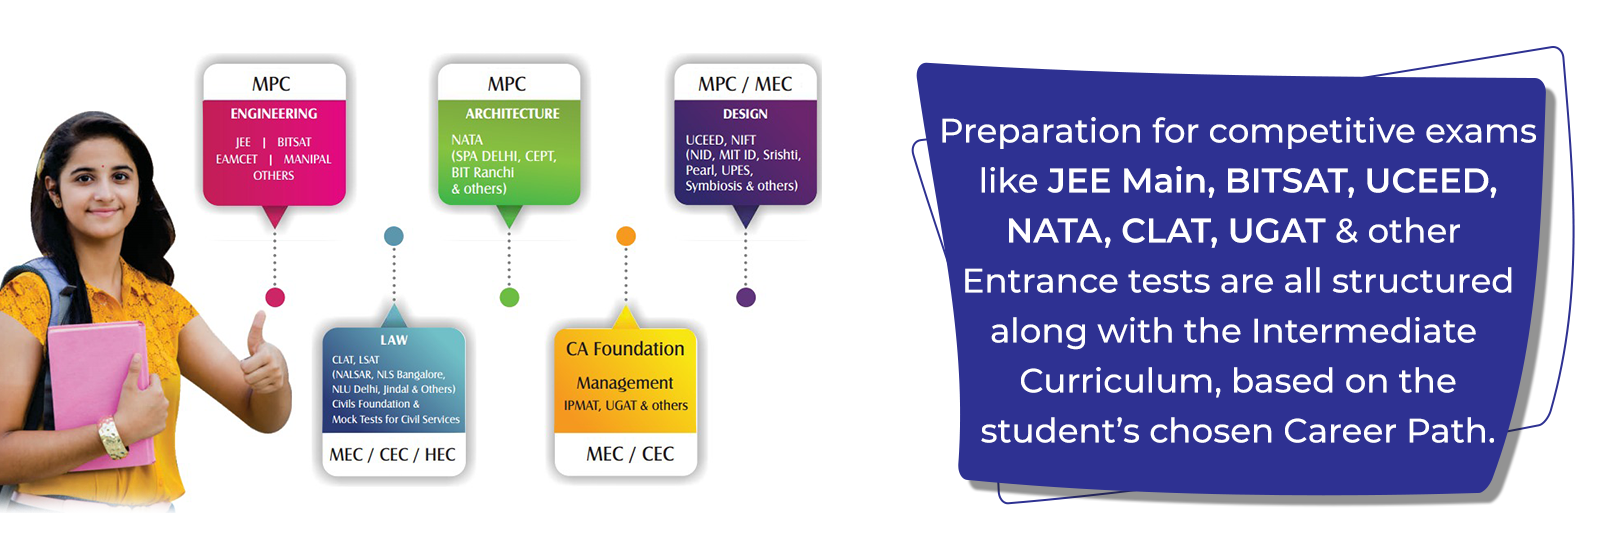 MPC
ENGINEERING
JEE | BITSAT
EAMCET | MANIPAL
OTHERS
MPC
ARCHITECTURE
NATA
(SPA DELHI, CEPT,
BIT Ranchi
& others)
MPC / MEC
DESIGN
UCEED, NIFT
(NID, MIT ID, Srishti,
Pearl, UPES,
Symbiosis & others)
LAW
CLAT, LSAT
(NALSAR, NLS Bangalore,
NLU Delhi, Jindal & Others)
Civils Foundation &
Mock Tests for Civil Services
MEC / CEC / HEC
CA Foundation
Management
IPMAT, UGAT & others
MEC / CEC
Preparation for competitive exams
like JEE Main, BITSAT, UCEED,
NATA, CLAT, UGAT & other
Entrance tests are all structured
along with the Intermediate
Curriculum, based on the
student’s chosen Career Path.